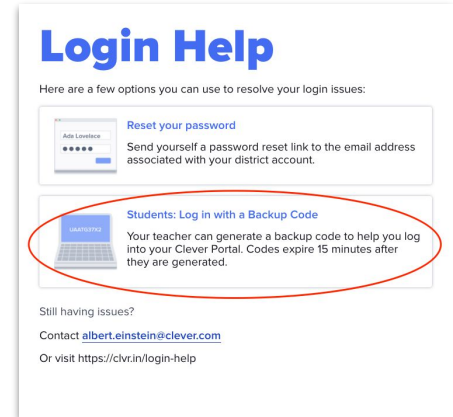 Login Help
Here are a few options you can use to resolve your login issues:
Ada Lovelace
Reset your password
Send yourself a password reset link to the email address
associated with your district account.
UAATG37X2
Students: Log in with a Backup Code
Your teacher can generate a backup code to help you log
into your Clever Portal. Codes expire 15 minutes after
they are generated.
Still having issues?
Contact albert.einstein@clever.com
Or visit https://clvr.in/login-help